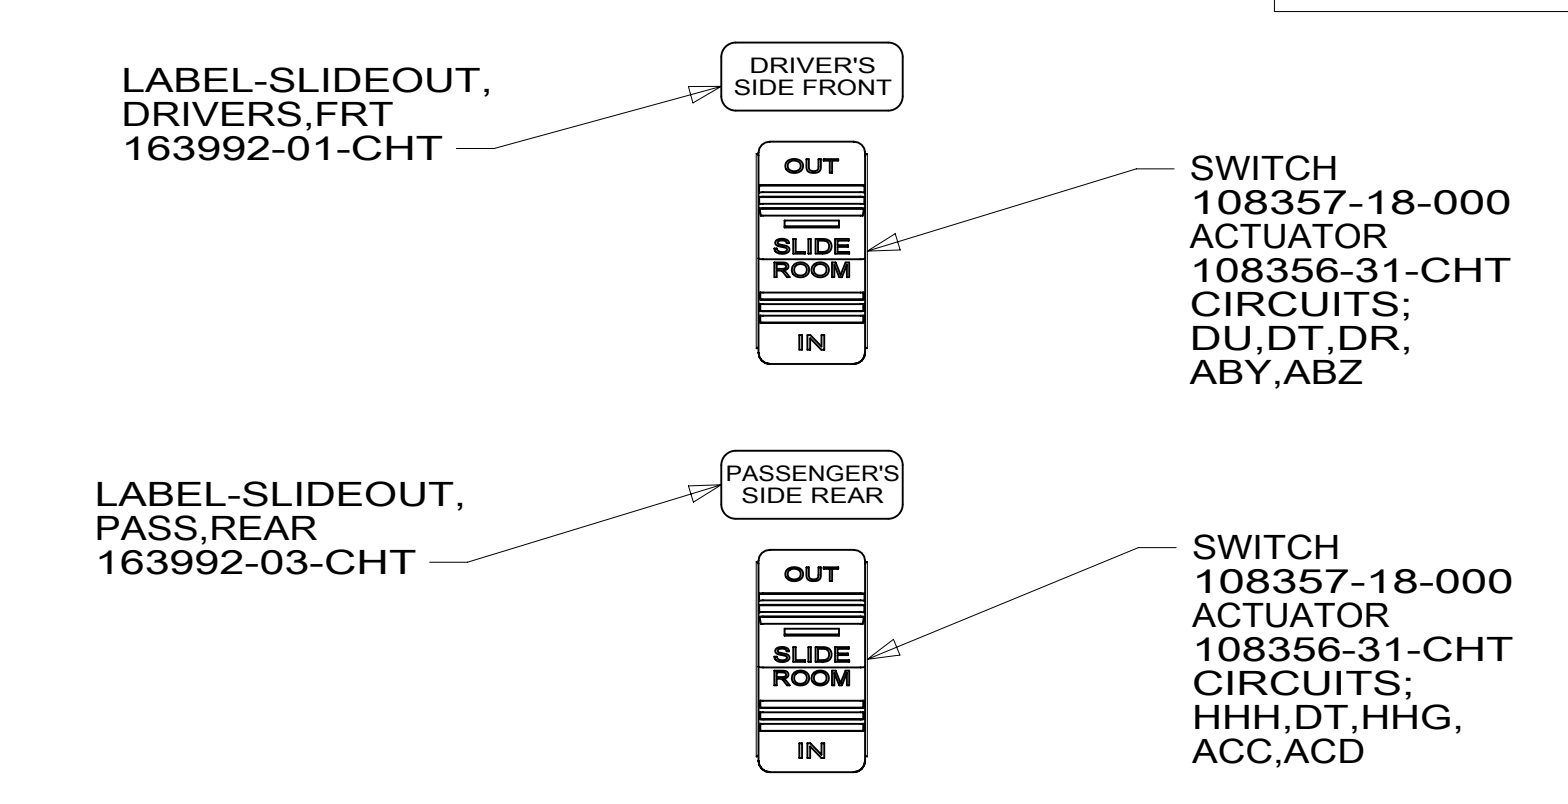 LABEL-SLIDEOUT,
DRIVERS,FRT
163992-01-CHT
DRIVER'S
SIDE FRONT
OUT
SLIDE
ROOM
IN
SWITCH
108357-18-000
ACTUATOR
108356-31-CHT
CIRCUITS;
DU,DT,DR,
ABY,ABZ
LABEL-SLIDEOUT,
PASS,REAR
163992-03-CHT
PASSENGER'S
SIDE REAR
OUT
SLIDE
ROOM
IN
SWITCH
108357-18-000
ACTUATOR
108356-31-CHT
CIRCUITS;
HHH,DT,HHG,
ACC,ACD